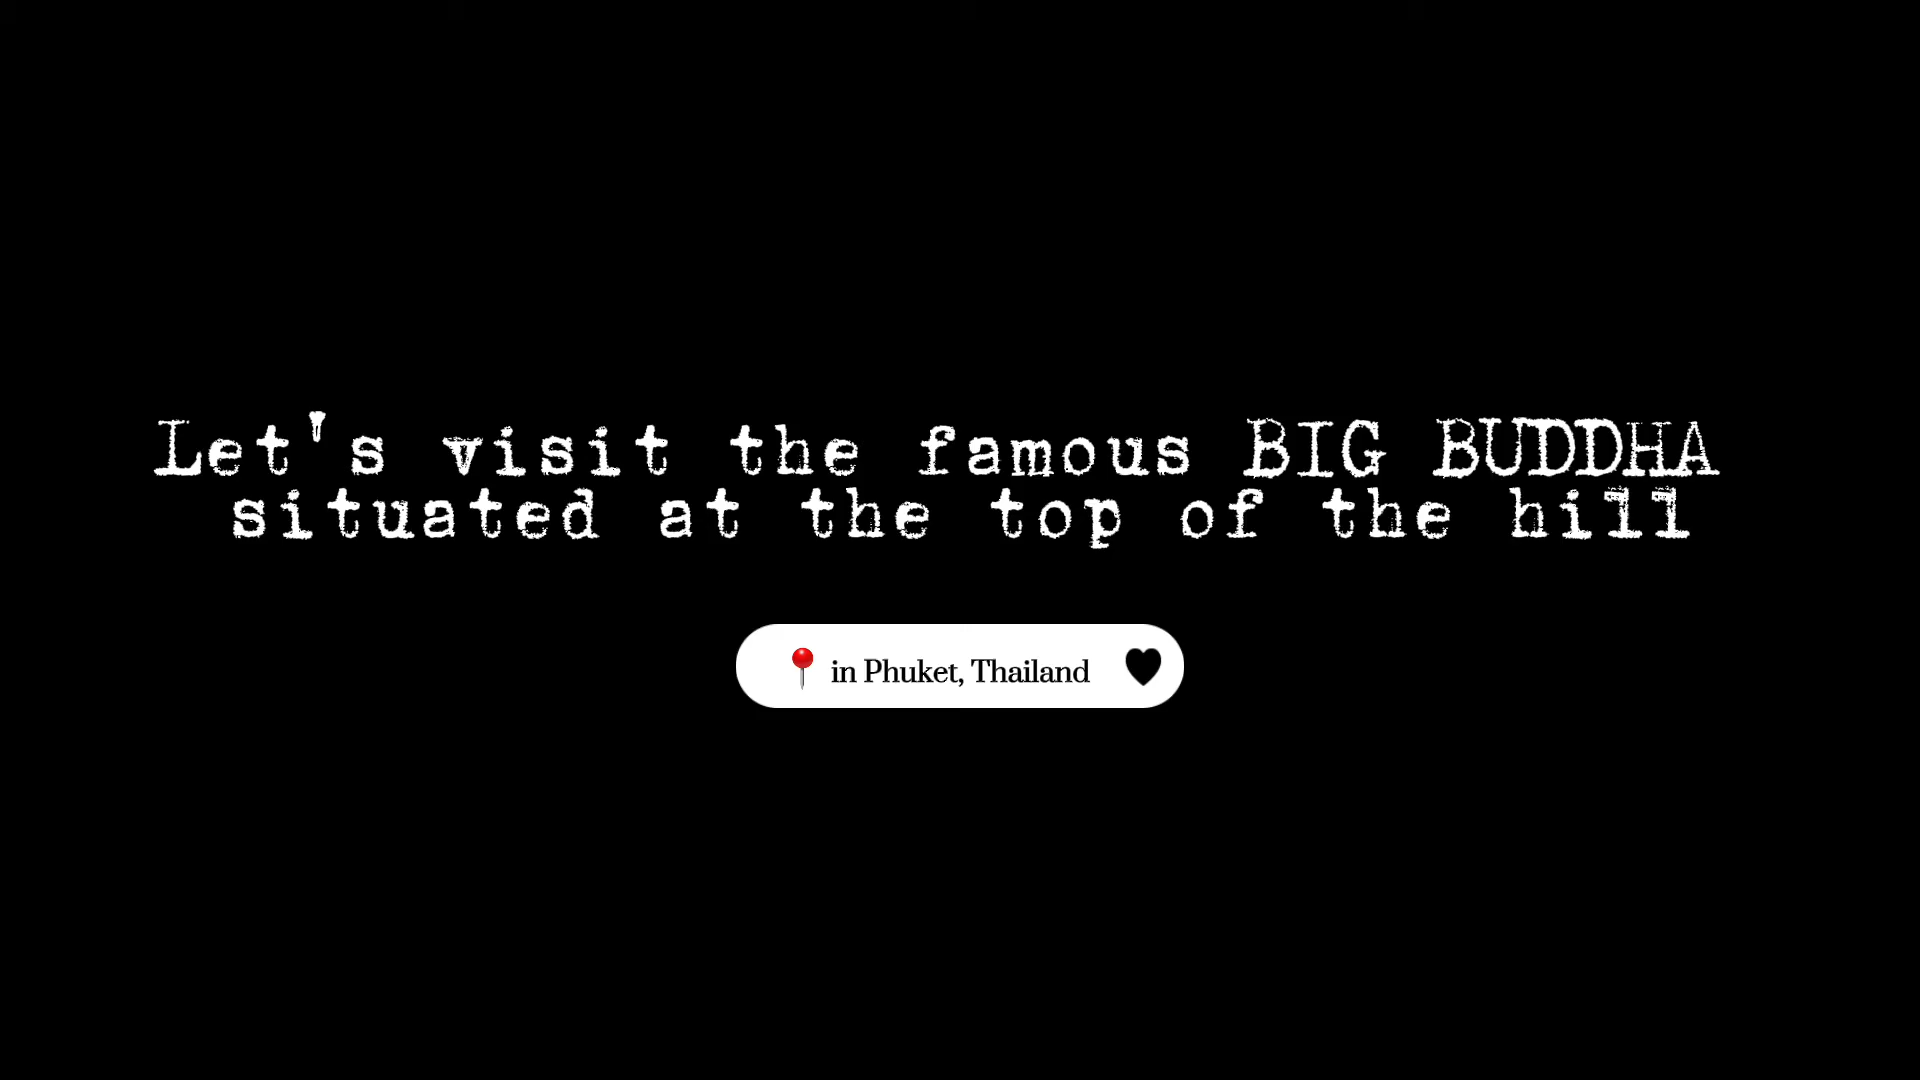 Let's visit the famous BIG BUDDHA
situated at the top of the hill
📍 in Phuket, Thailand 🖤